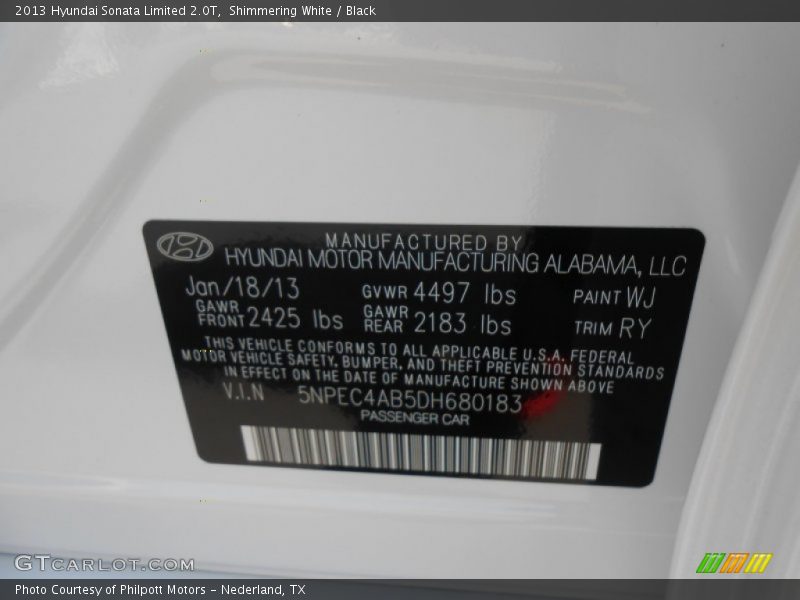 2013 Hyundai Sonata Limited 2.0T, Shimmering White / Black
MANUFACTURED BY
HYUNDAI MOTOR MANUFACTURING ALABAMA, LLC
Jan/18/13 GVWR 4497 lbs PAINT WJ
GAWR FRONT 2425 lbs GAWR REAR 2183 lbs TRIM RY
THIS VEHICLE CONFORMS TO ALL APPLICABLE U.S.A. FEDERAL
MOTOR VEHICLE SAFETY, BUMPER, AND THEFT PREVENTION STANDARDS
IN EFFECT ON THE DATE OF MANUFACTURE SHOWN ABOVE
V.I.N 5NPEC4AB5DH680183
PASSENGER CAR
GTCARLOT.COM
Photo Courtesy of Philpott Motors - Nederland, TX